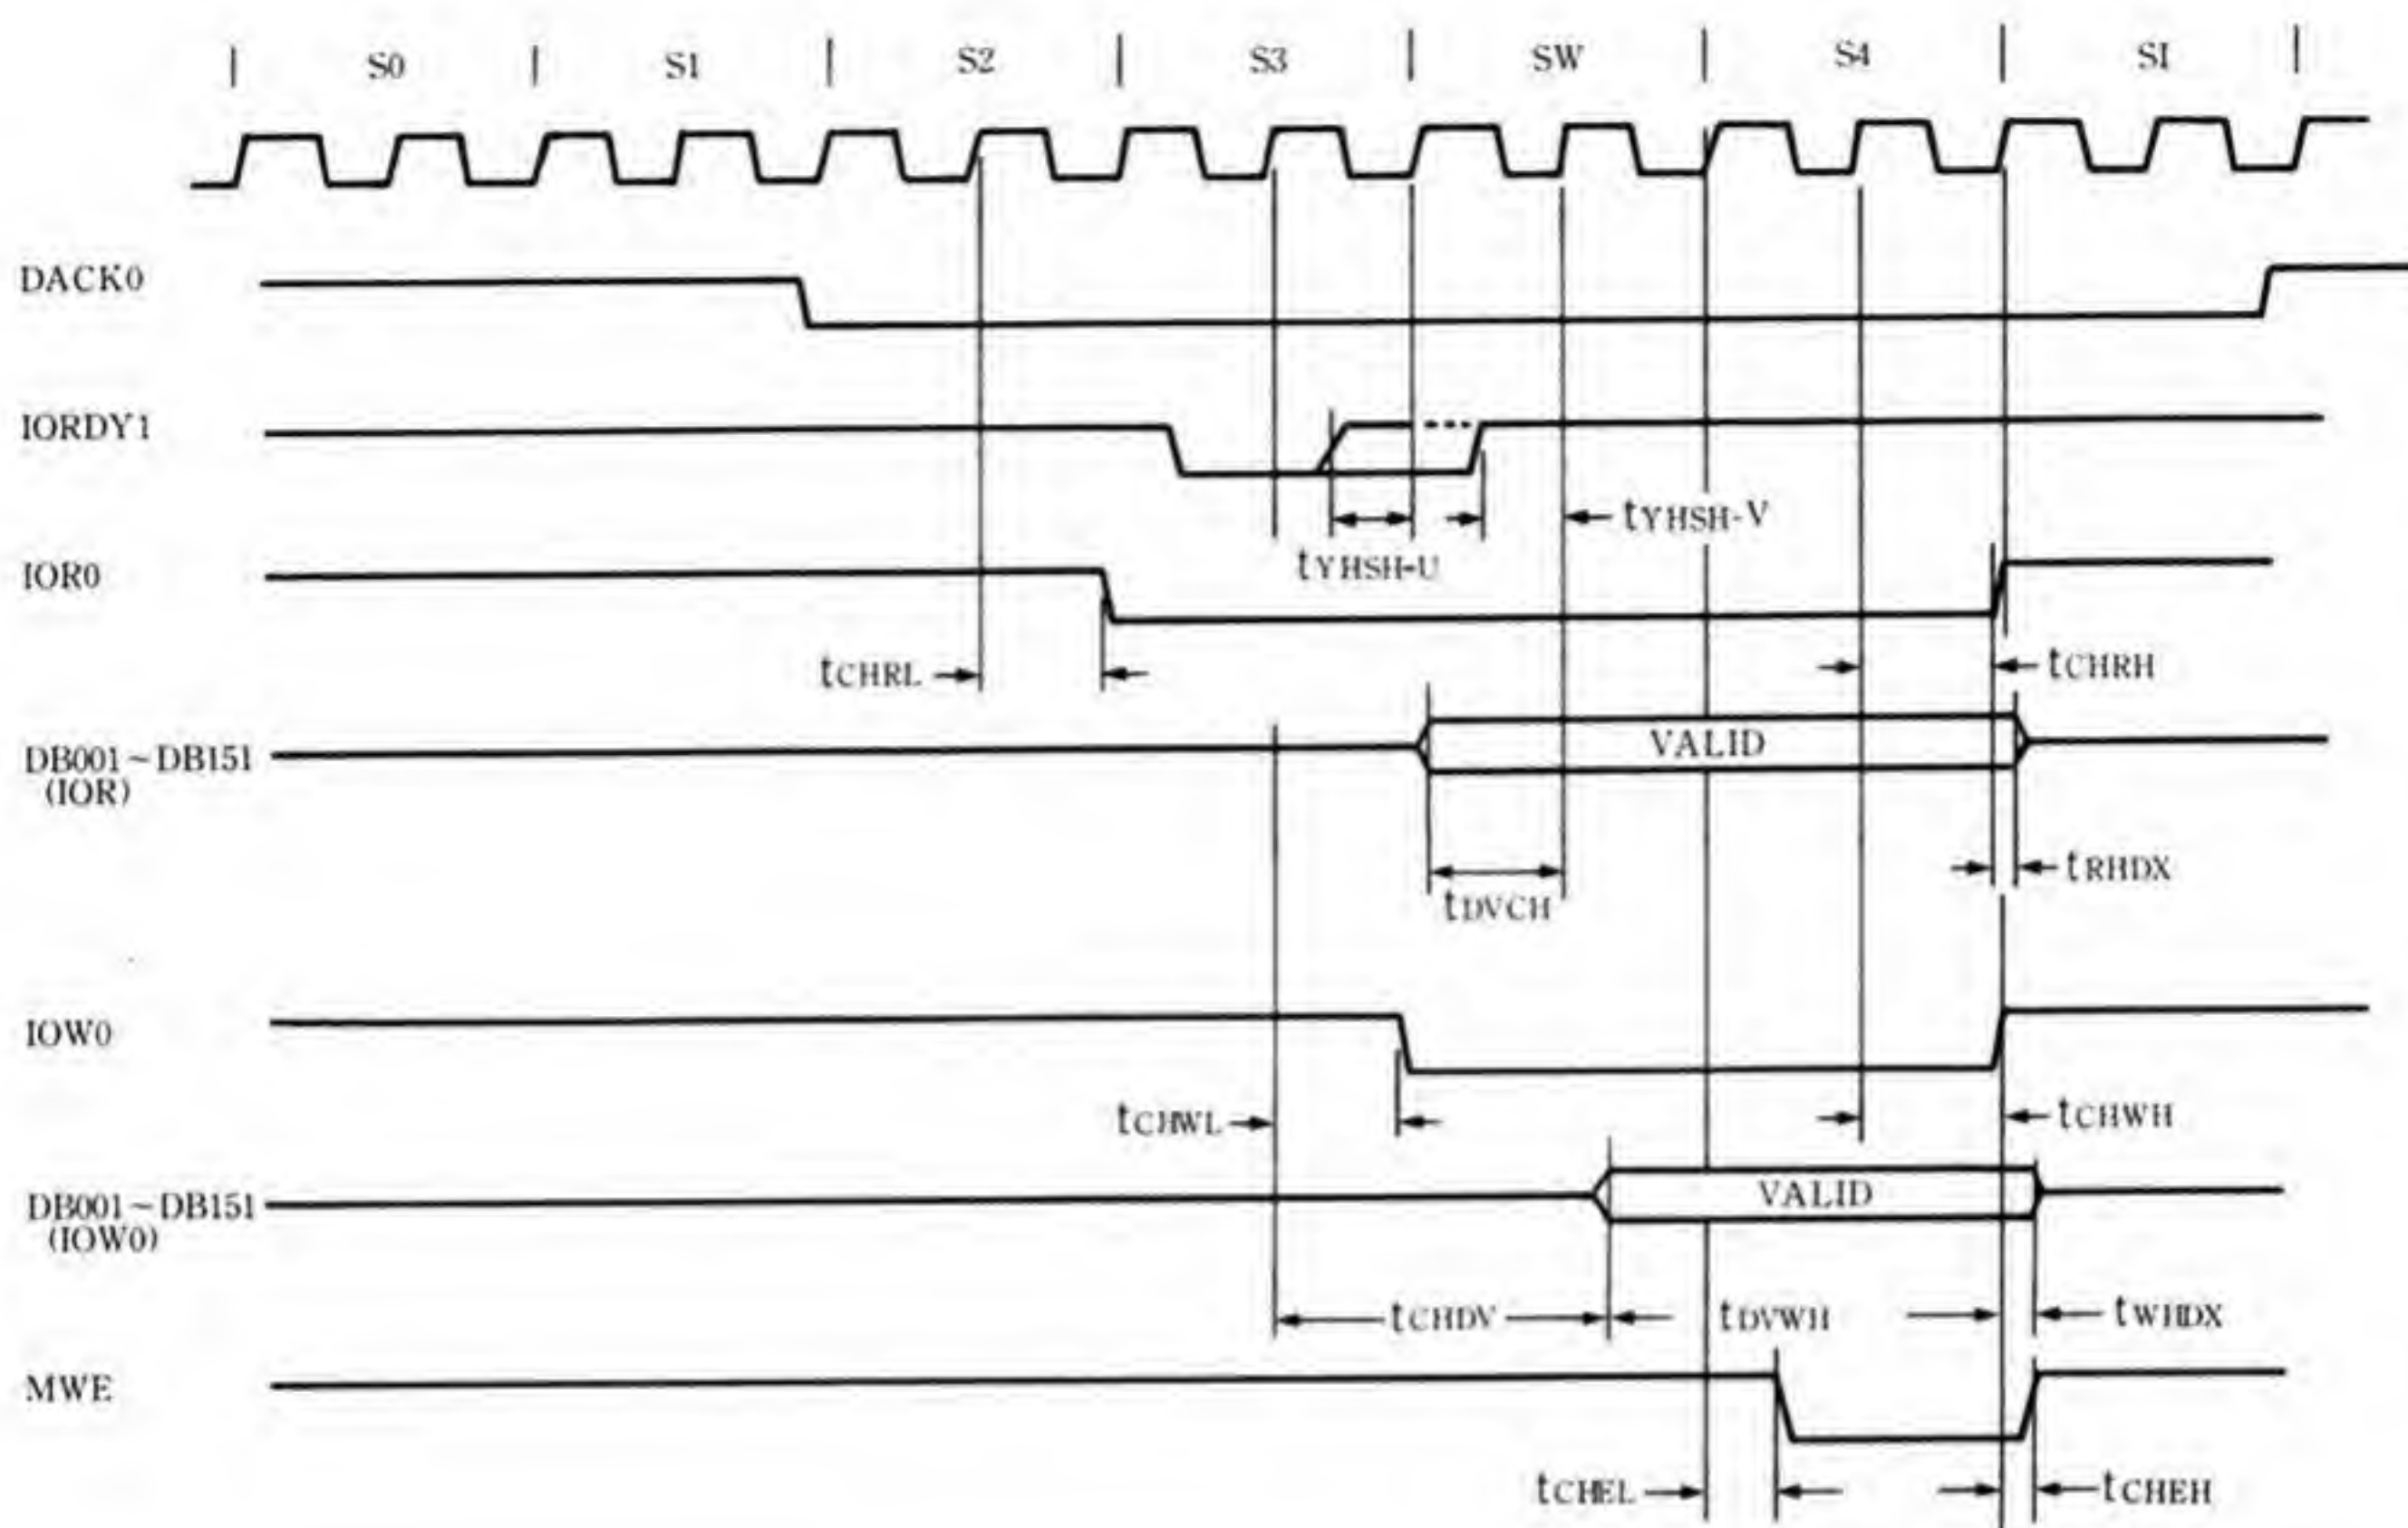 S0 S1 S2 S3 SW S4 SI
DACK0
IORDY1
tYHSH-V
tYHSH-U
IOR0
tCHRL
tCHRH
DB001~DB151
(IOR)
VALID
tRHDX
tDVCH
IOW0
tCHWL
tCHWH
DB001~DB151
(IOW0)
VALID
tCHDV tDVWH tWHDX
MWE
tCHEL tCHEH